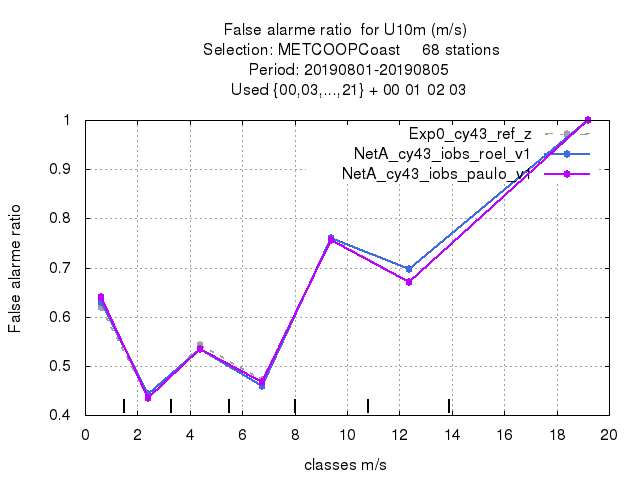 False alarme ratio  for U10m (m/s)
Selection: METCOOPCoast     68 stations
Period: 20190801-20190805
Used {00,03,...,21} + 00 01 02 03
Exp0_cy43_ref_z
NetA_cy43_iobs_roel_v1
NetA_cy43_iobs_paulo_v1
False alarme ratio
1
0.9
0.8
0.7
0.6
0.5
0.4
0 2 4 6 8 10 12 14 16 18 20
classes m/s